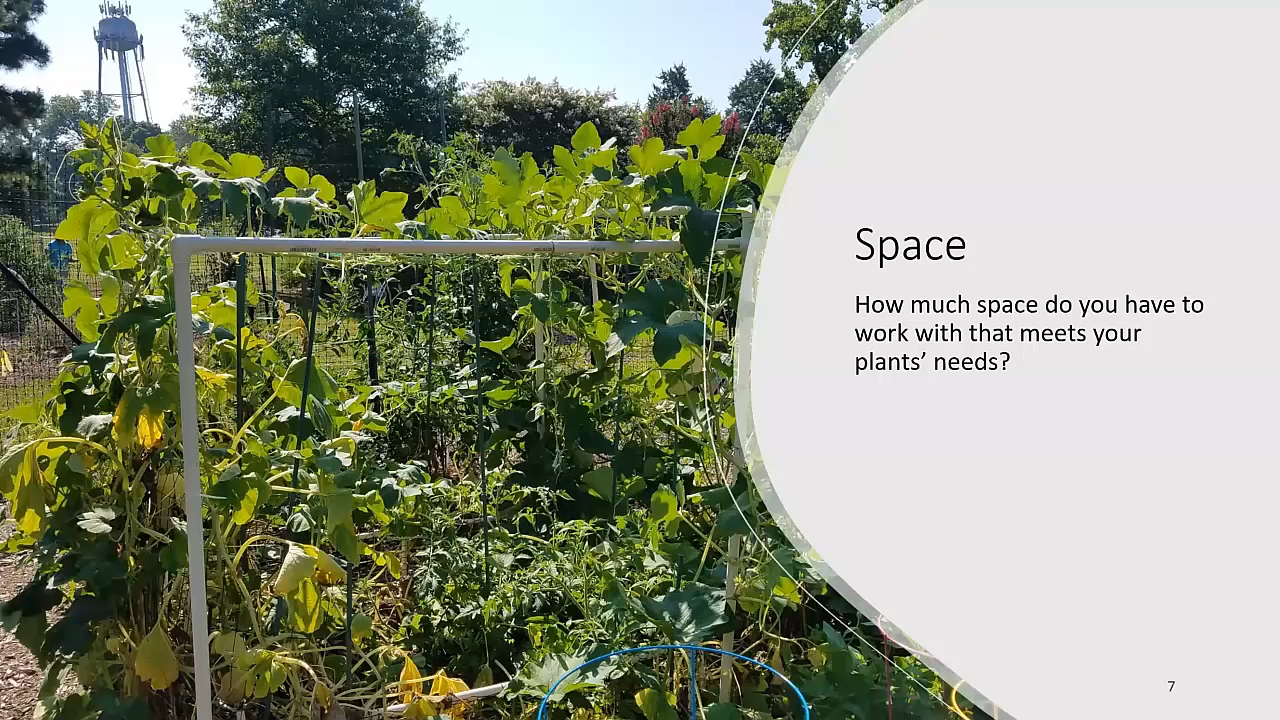 Space
How much space do you have to
work with that meets your
plants’ needs?
7